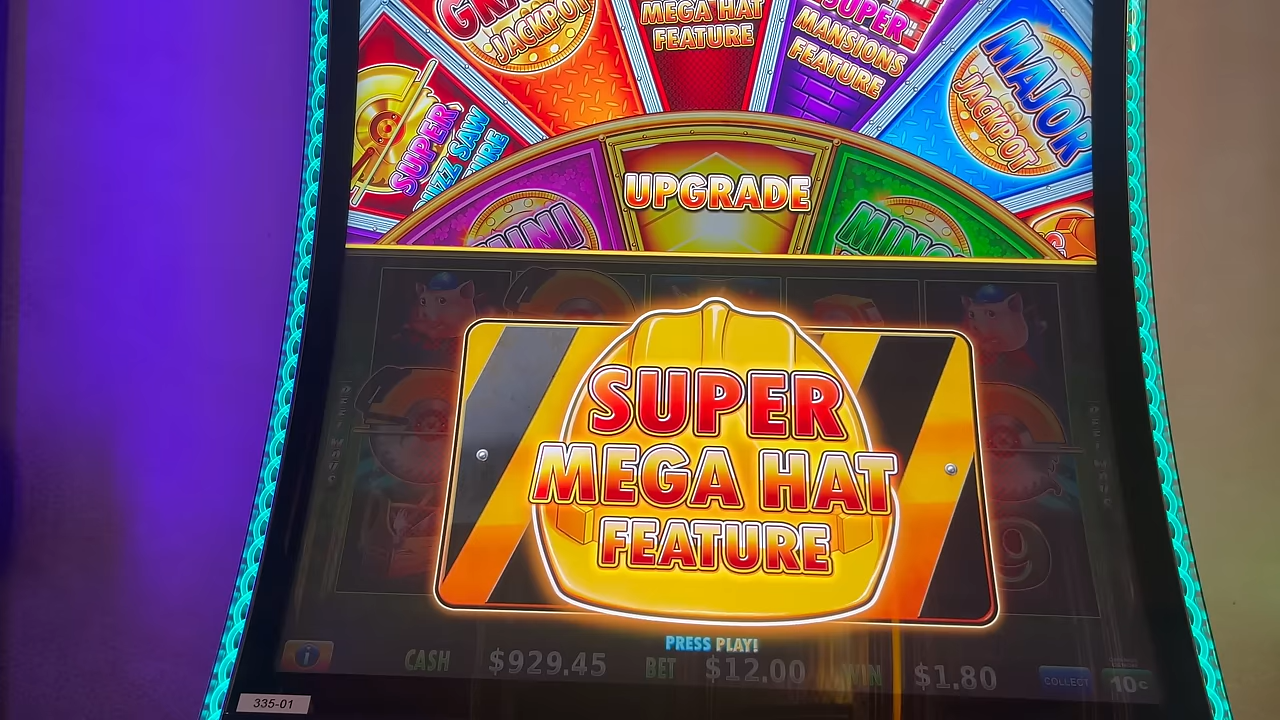 JACKPOT
MEGA HAT
FEATURE
SUPER
MANSIONS
FEATURE
MAJOR
JACKPOT
SUPER
UPGRADE
MINI
SUPER
MEGA HAT
FEATURE
PRESS PLAY!
CASH $929.45 BET $12.00 WIN $1.80 COLLECT 10¢
335-01